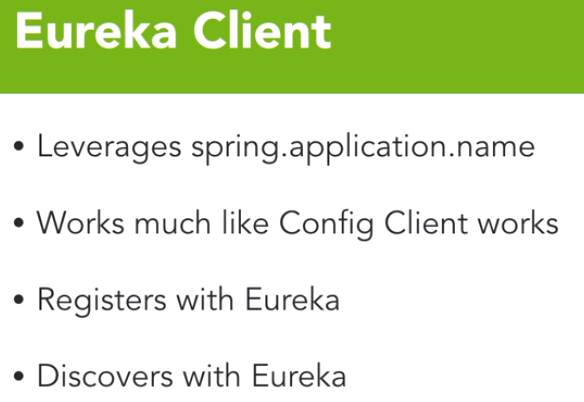 Eureka Client
• Leverages spring.application.name
• Works much like Config Client works
• Registers with Eureka
• Discovers with Eureka